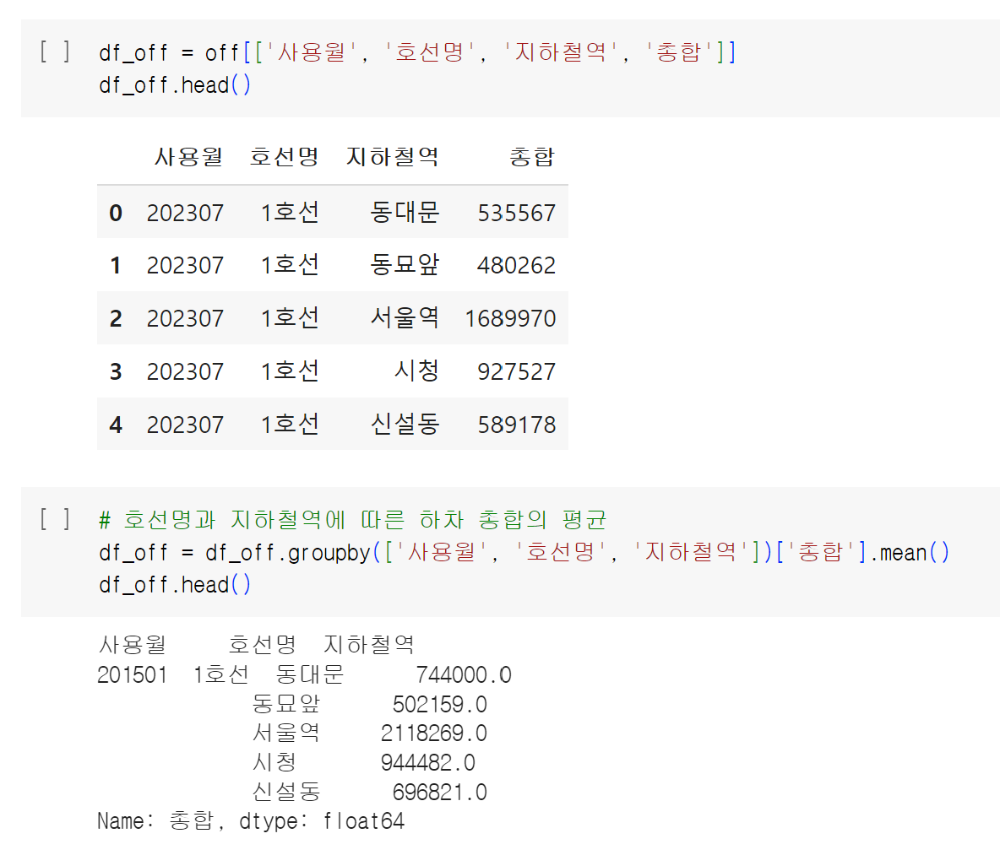 [ ] df_off = off[['사용월', '호선명', '지하철역', '총합']]
df_off.head()
사용월 호선명 지하철역 총합
0 202307 1호선 동대문 535567
1 202307 1호선 동묘앞 480262
2 202307 1호선 서울역 1689970
3 202307 1호선 시청 927527
4 202307 1호선 신설동 589178
[ ] # 호선명과 지하철역에 따른 하차 총합의 평균
df_off = df_off.groupby(['사용월', '호선명', '지하철역'])['총합'].mean()
df_off.head()
사용월 호선명 지하철역
201501 1호선 동대문 744000.0
동묘앞 502159.0
서울역 2118269.0
시청 944482.0
신설동 696821.0
Name: 총합, dtype: float64